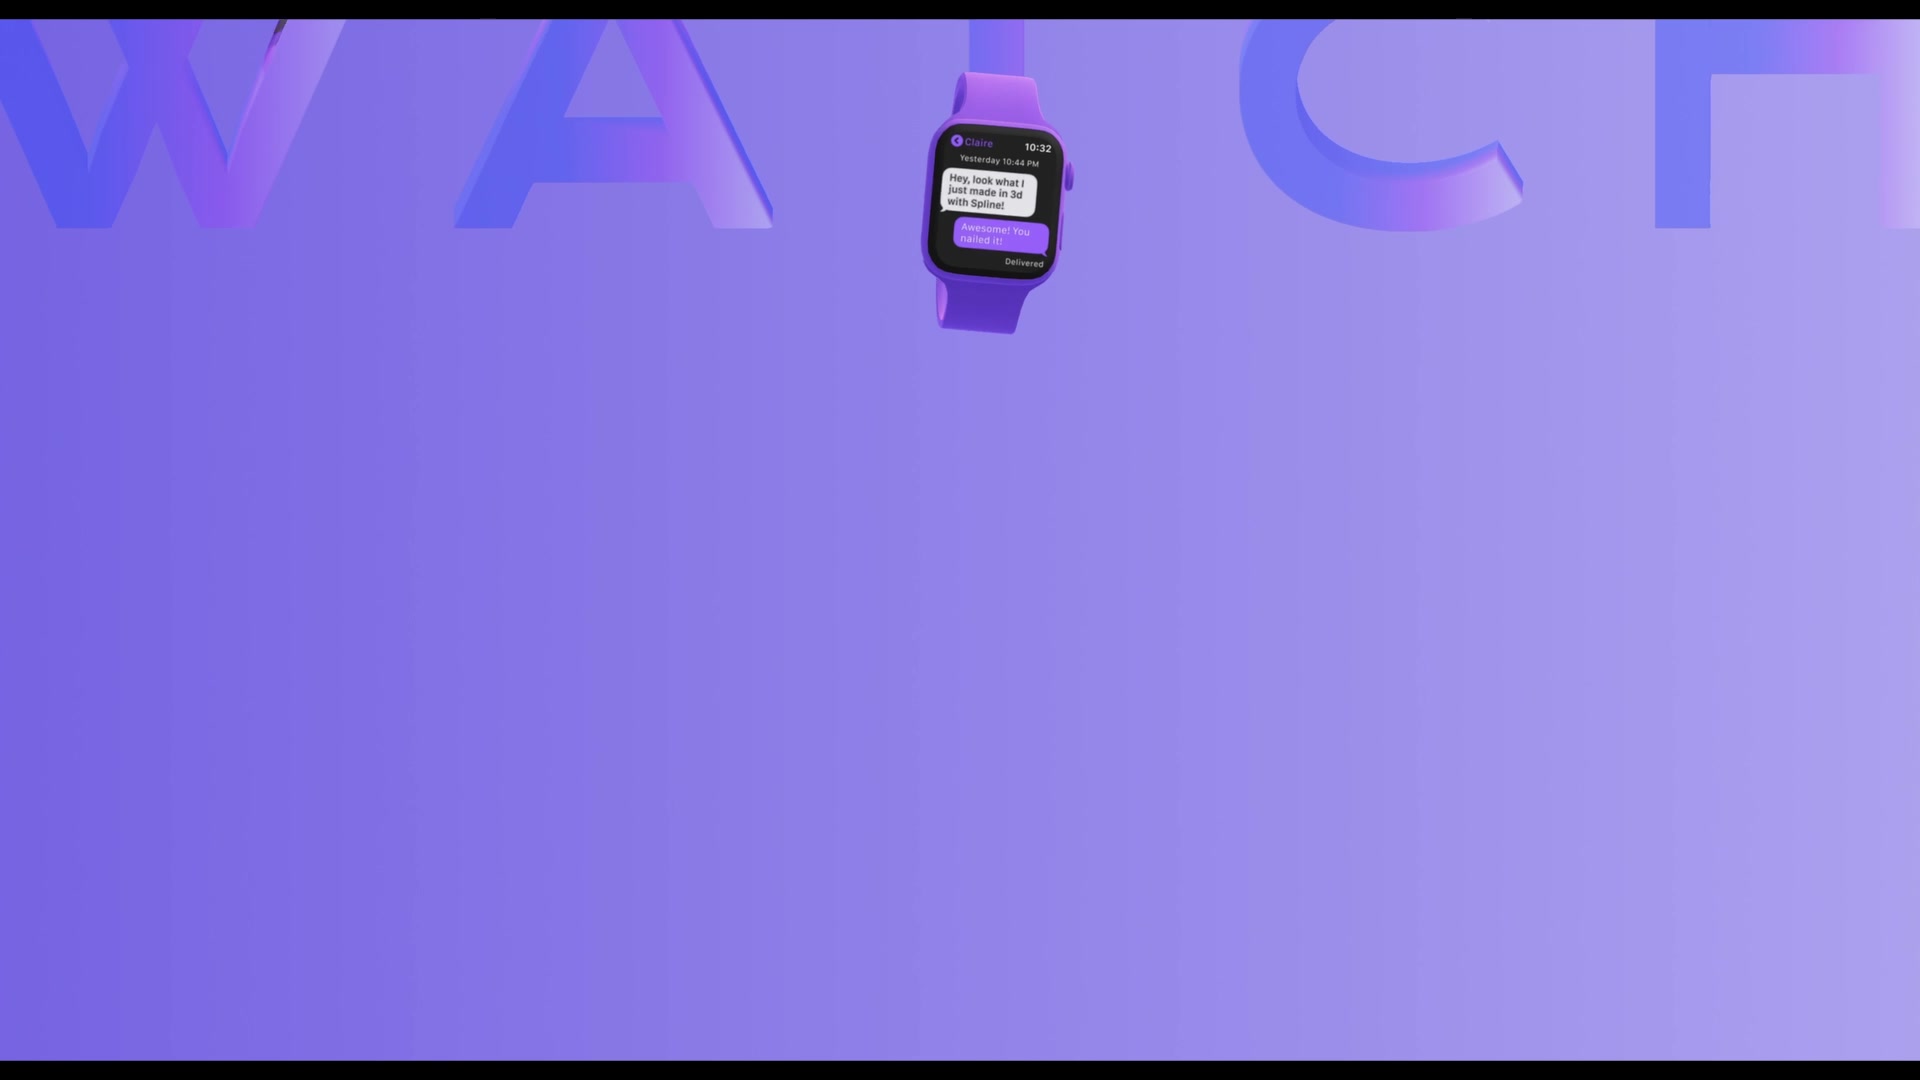 WATCH
Claire
10:32
Yesterday 10:44 PM
Hey, look what I
just made in 3d
with Spline!
Awesome! You
nailed it!
Delivered